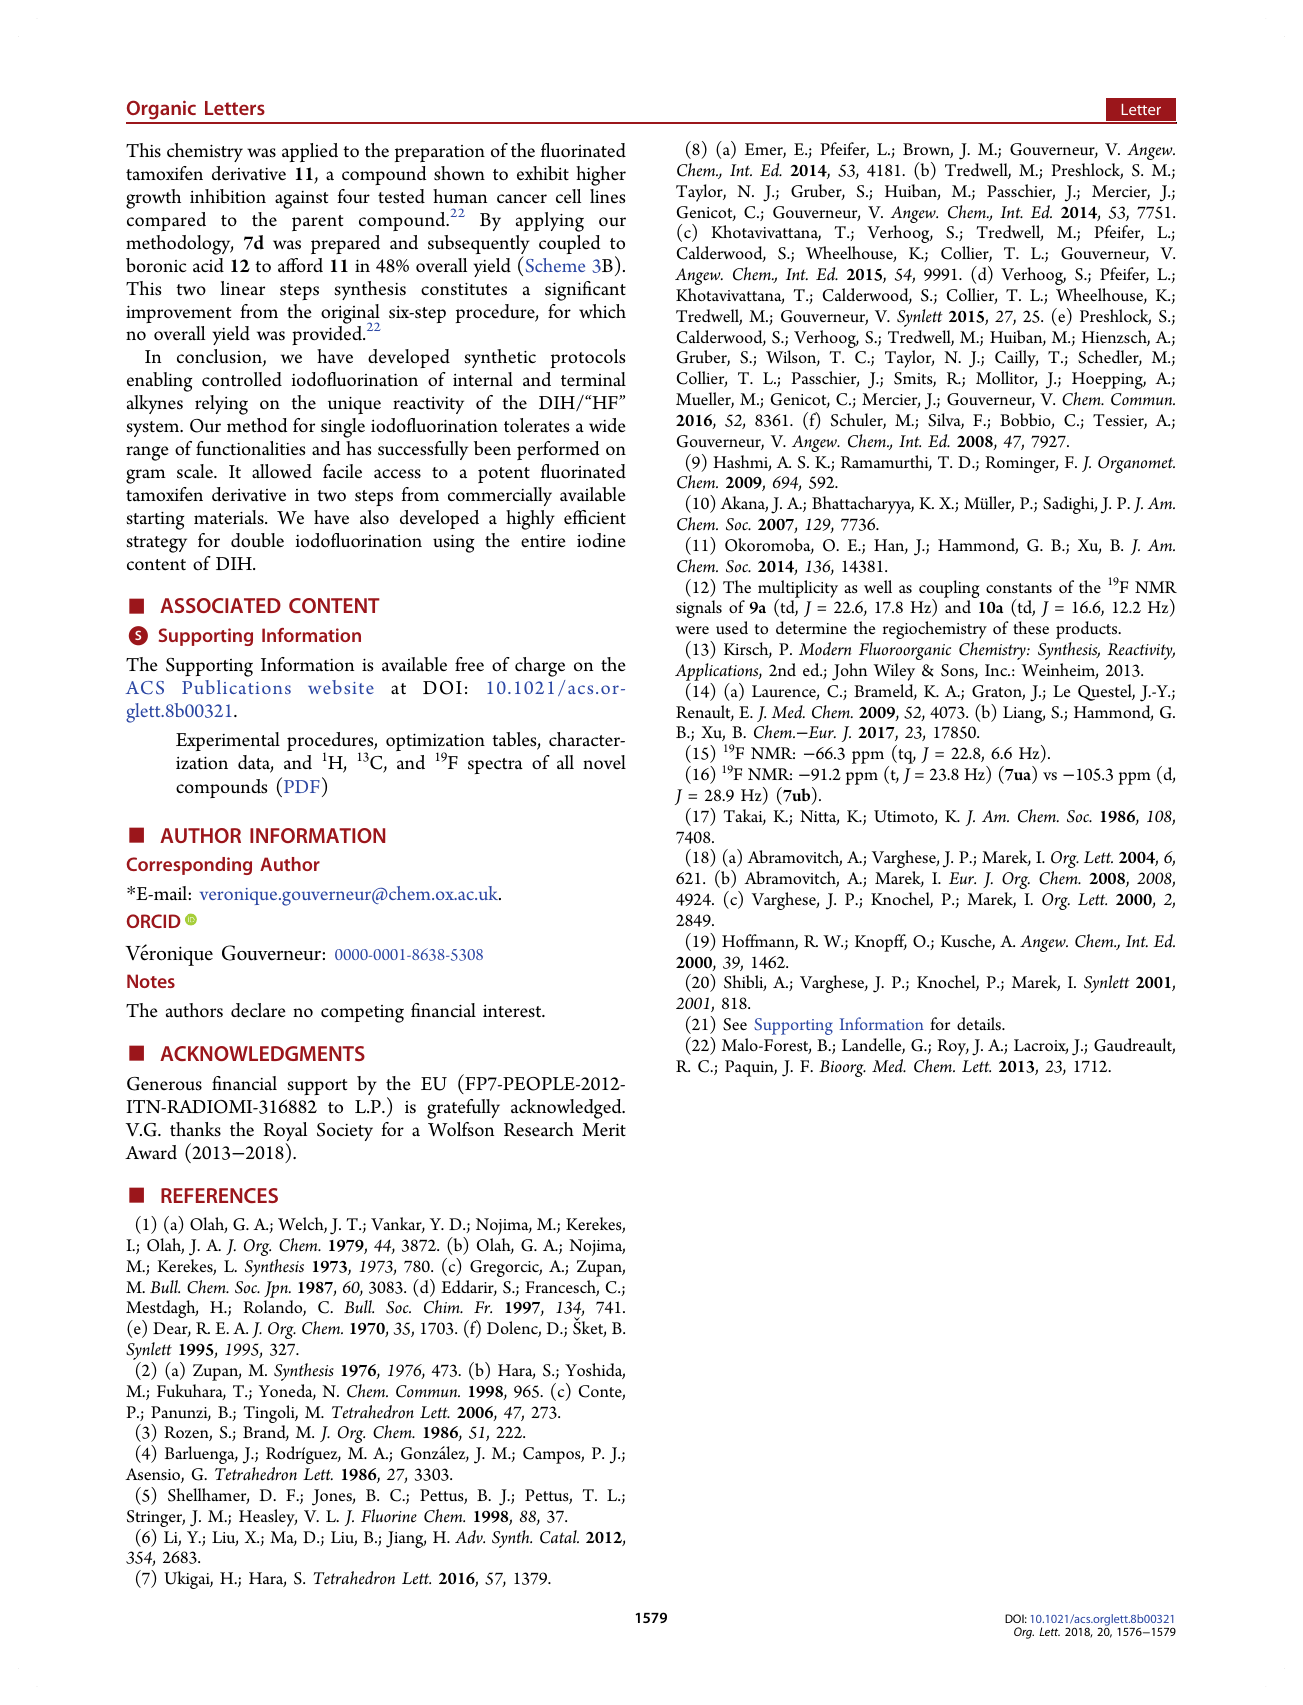 Organic Letters
Letter
This chemistry was applied to the preparation of the fluorinated
tamoxifen derivative 11, a compound shown to exhibit higher
growth inhibition against four tested human cancer cell lines
compared to the parent compound.22 By applying our
methodology, 7d was prepared and subsequently coupled to
boronic acid 12 to afford 11 in 48% overall yield (Scheme 3B).
This two linear steps synthesis constitutes a significant
improvement from the original six-step procedure, for which
no overall yield was provided.22
In conclusion, we have developed synthetic protocols
enabling controlled iodofluorination of internal and terminal
alkynes relying on the unique reactivity of the DIH/“HF”
system. Our method for single iodofluorination tolerates a wide
range of functionalities and has successfully been performed on
gram scale. It allowed facile access to a potent fluorinated
tamoxifen derivative in two steps from commercially available
starting materials. We have also developed a highly efficient
strategy for double iodofluorination using the entire iodine
content of DIH.
■ ASSOCIATED CONTENT
S Supporting Information
The Supporting Information is available free of charge on the
ACS Publications website at DOI: 10.1021/acs.or-
glett.8b00321.
Experimental procedures, optimization tables, character-
ization data, and 1H, 13C, and 19F spectra of all novel
compounds (PDF)
■ AUTHOR INFORMATION
Corresponding Author
*E-mail: veronique.gouverneur@chem.ox.ac.uk.
ORCID iD
Véronique Gouverneur: 0000-0001-8638-5308
Notes
The authors declare no competing financial interest.
■ ACKNOWLEDGMENTS
Generous financial support by the EU (FP7-PEOPLE-2012-
ITN-RADIOMI-316882 to L.P.) is gratefully acknowledged.
V.G. thanks the Royal Society for a Wolfson Research Merit
Award (2013−2018).
■ REFERENCES
(1) (a) Olah, G. A.; Welch, J. T.; Vankar, Y. D.; Nojima, M.; Kerekes,
I.; Olah, J. A. J. Org. Chem. 1979, 44, 3872. (b) Olah, G. A.; Nojima,
M.; Kerekes, L. Synthesis 1973, 1973, 780. (c) Gregorcic, A.; Zupan,
M. Bull. Chem. Soc. Jpn. 1987, 60, 3083. (d) Eddarir, S.; Francesch, C.;
Mestdagh, H.; Rolando, C. Bull. Soc. Chim. Fr. 1997, 134, 741.
(e) Dear, R. E. A. J. Org. Chem. 1970, 35, 1703. (f) Dolenc, D.; Šket, B.
Synlett 1995, 1995, 327.
(2) (a) Zupan, M. Synthesis 1976, 1976, 473. (b) Hara, S.; Yoshida,
M.; Fukuhara, T.; Yoneda, N. Chem. Commun. 1998, 965. (c) Conte,
P.; Panunzi, B.; Tingoli, M. Tetrahedron Lett. 2006, 47, 273.
(3) Rozen, S.; Brand, M. J. Org. Chem. 1986, 51, 222.
(4) Barluenga, J.; Rodríguez, M. A.; González, J. M.; Campos, P. J.;
Asensio, G. Tetrahedron Lett. 1986, 27, 3303.
(5) Shellhamer, D. F.; Jones, B. C.; Pettus, B. J.; Pettus, T. L.;
Stringer, J. M.; Heasley, V. L. J. Fluorine Chem. 1998, 88, 37.
(6) Li, Y.; Liu, X.; Ma, D.; Liu, B.; Jiang, H. Adv. Synth. Catal. 2012,
354, 2683.
(7) Ukigai, H.; Hara, S. Tetrahedron Lett. 2016, 57, 1379.
(8) (a) Emer, E.; Pfeifer, L.; Brown, J. M.; Gouverneur, V. Angew.
Chem., Int. Ed. 2014, 53, 4181. (b) Tredwell, M.; Preshlock, S. M.;
Taylor, N. J.; Gruber, S.; Huiban, M.; Passchier, J.; Mercier, J.;
Genicot, C.; Gouverneur, V. Angew. Chem., Int. Ed. 2014, 53, 7751.
(c) Khotavivattana, T.; Verhoog, S.; Tredwell, M.; Pfeifer, L.;
Calderwood, S.; Wheelhouse, K.; Collier, T. L.; Gouverneur, V.
Angew. Chem., Int. Ed. 2015, 54, 9991. (d) Verhoog, S.; Pfeifer, L.;
Khotavivattana, T.; Calderwood, S.; Collier, T. L.; Wheelhouse, K.;
Tredwell, M.; Gouverneur, V. Synlett 2015, 27, 25. (e) Preshlock, S.;
Calderwood, S.; Verhoog, S.; Tredwell, M.; Huiban, M.; Hienzsch, A.;
Gruber, S.; Wilson, T. C.; Taylor, N. J.; Cailly, T.; Schedler, M.;
Collier, T. L.; Passchier, J.; Smits, R.; Mollitor, J.; Hoepping, A.;
Mueller, M.; Genicot, C.; Mercier, J.; Gouverneur, V. Chem. Commun.
2016, 52, 8361. (f) Schuler, M.; Silva, F.; Bobbio, C.; Tessier, A.;
Gouverneur, V. Angew. Chem., Int. Ed. 2008, 47, 7927.
(9) Hashmi, A. S. K.; Ramamurthi, T. D.; Rominger, F. J. Organomet.
Chem. 2009, 694, 592.
(10) Akana, J. A.; Bhattacharyya, K. X.; Müller, P.; Sadighi, J. P. J. Am.
Chem. Soc. 2007, 129, 7736.
(11) Okoromoba, O. E.; Han, J.; Hammond, G. B.; Xu, B. J. Am.
Chem. Soc. 2014, 136, 14381.
(12) The multiplicity as well as coupling constants of the 19F NMR
signals of 9a (td, J = 22.6, 17.8 Hz) and 10a (td, J = 16.6, 12.2 Hz)
were used to determine the regiochemistry of these products.
(13) Kirsch, P. Modern Fluoroorganic Chemistry: Synthesis, Reactivity,
Applications, 2nd ed.; John Wiley & Sons, Inc.: Weinheim, 2013.
(14) (a) Laurence, C.; Brameld, K. A.; Graton, J.; Le Questel, J.-Y.;
Renault, E. J. Med. Chem. 2009, 52, 4073. (b) Liang, S.; Hammond, G.
B.; Xu, B. Chem.−Eur. J. 2017, 23, 17850.
(15) 19F NMR: −66.3 ppm (tq, J = 22.8, 6.6 Hz).
(16) 19F NMR: −91.2 ppm (t, J = 23.8 Hz) (7ua) vs −105.3 ppm (d,
J = 28.9 Hz) (7ub).
(17) Takai, K.; Nitta, K.; Utimoto, K. J. Am. Chem. Soc. 1986, 108,
7408.
(18) (a) Abramovitch, A.; Varghese, J. P.; Marek, I. Org. Lett. 2004, 6,
621. (b) Abramovitch, A.; Marek, I. Eur. J. Org. Chem. 2008, 2008,
4924. (c) Varghese, J. P.; Knochel, P.; Marek, I. Org. Lett. 2000, 2,
2849.
(19) Hoffmann, R. W.; Knopff, O.; Kusche, A. Angew. Chem., Int. Ed.
2000, 39, 1462.
(20) Shibli, A.; Varghese, J. P.; Knochel, P.; Marek, I. Synlett 2001,
2001, 818.
(21) See Supporting Information for details.
(22) Malo-Forest, B.; Landelle, G.; Roy, J. A.; Lacroix, J.; Gaudreault,
R. C.; Paquin, J. F. Bioorg. Med. Chem. Lett. 2013, 23, 1712.
1579
DOI: 10.1021/acs.orglett.8b00321
Org. Lett. 2018, 20, 1576−1579